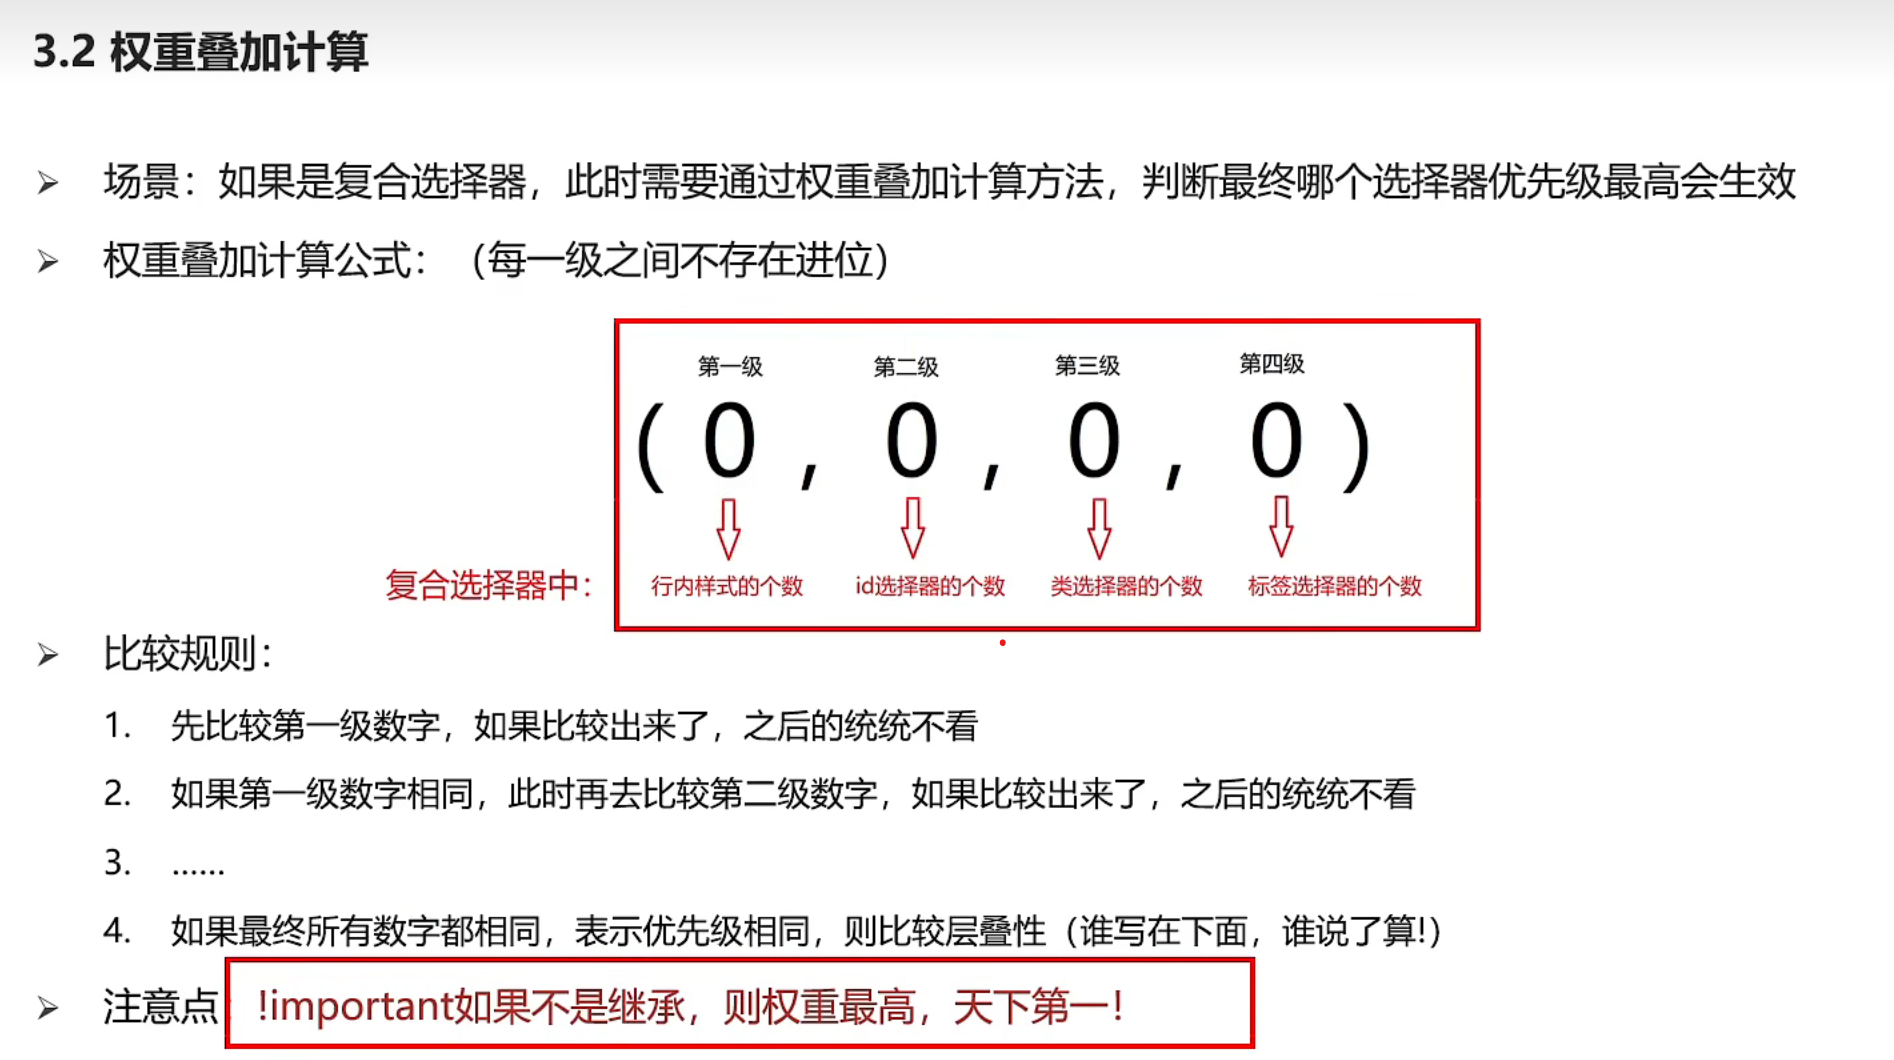 3.2 权重叠加计算
场景：如果是复合选择器，此时需要通过权重叠加计算方法，判断最终哪个选择器优先级最高会生效
权重叠加计算公式：（每一级之间不存在进位）
第一级 第二级 第三级 第四级
( 0 , 0 , 0 , 0 )
复合选择器中： 行内样式的个数 id选择器的个数 类选择器的个数 标签选择器的个数
比较规则：
1. 先比较第一级数字，如果比较出来了，之后的统统不看
2. 如果第一级数字相同，此时再去比较第二级数字，如果比较出来了，之后的统统不看
3. ……
4. 如果最终所有数字都相同，表示优先级相同，则比较层叠性（谁写在下面，谁说了算!）
注意点 !important如果不是继承，则权重最高，天下第一！